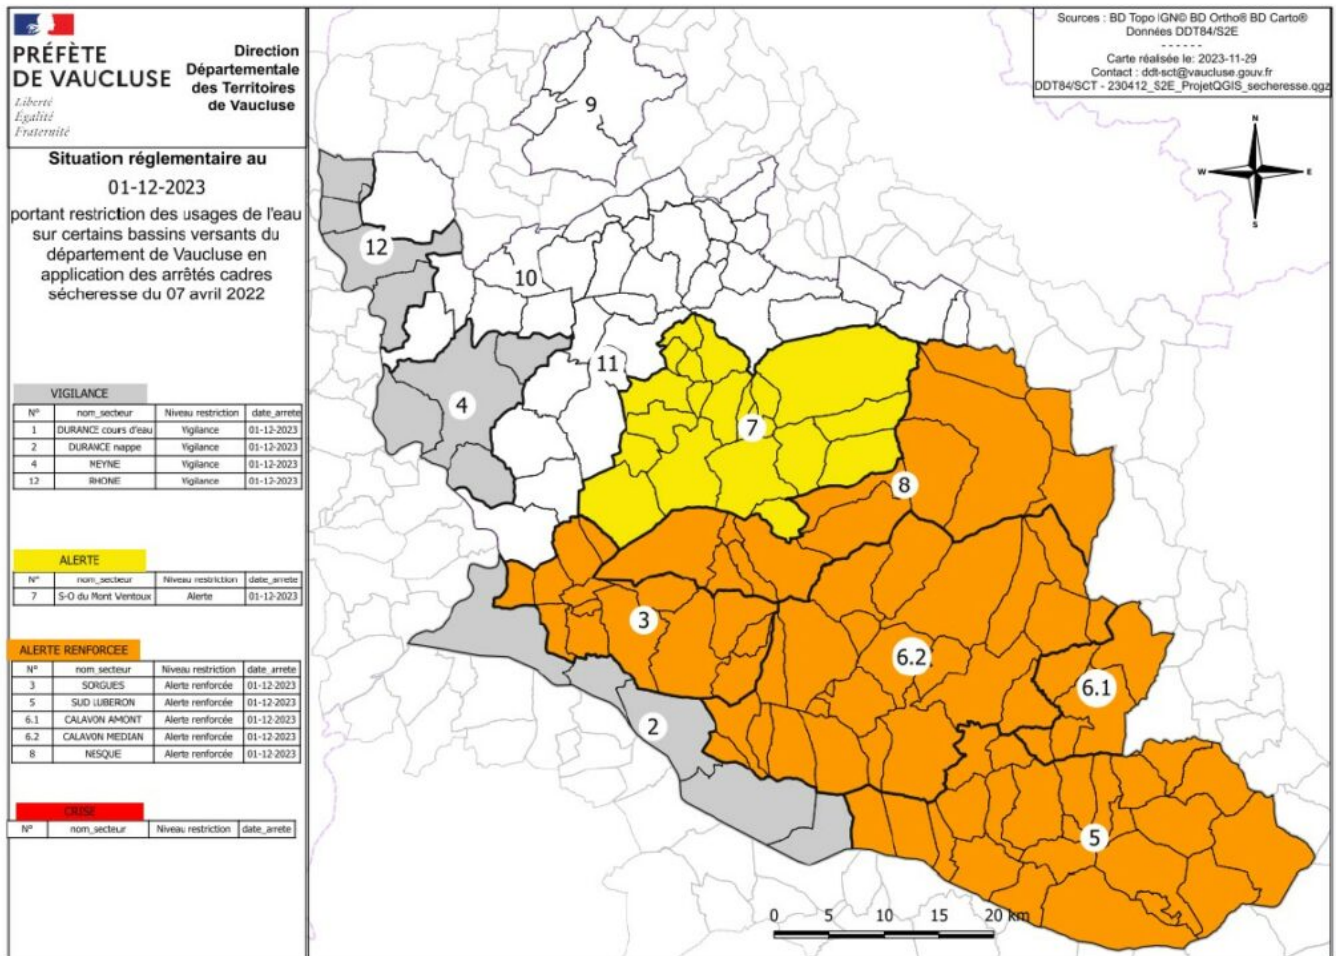 PRÉFÈTE
DE VAUCLUSE
Liberté
Égalité
Fraternité
Direction
Départementale
des Territoires
de Vaucluse
Situation réglementaire au
01-12-2023
portant restriction des usages de l'eau
sur certains bassins versants du
département de Vaucluse en
application des arrêtés cadres
sécheresse du 07 avril 2022
VIGILANCE
N° nom_secteur Niveau restriction date_arrete
1 DURANCE cours d'eau Vigilance 01-12-2023
2 DURANCE nappe Vigilance 01-12-2023
4 MEYNE Vigilance 01-12-2023
12 RHONE Vigilance 01-12-2023
ALERTE
N° nom_secteur Niveau restriction date_arrete
7 S-O du Mont Ventoux Alerte 01-12-2023
ALERTE RENFORCEE
N° nom_secteur Niveau restriction date_arrete
3 SORGUES Alerte renforcée 01-12-2023
5 SUD LUBERON Alerte renforcée 01-12-2023
6.1 CALAVON AMONT Alerte renforcée 01-12-2023
6.2 CALAVON MEDIAN Alerte renforcée 01-12-2023
8 NESQUE Alerte renforcée 01-12-2023
CRISE
N° nom_secteur Niveau restriction date_arrete
Sources : BD Topo IGN© BD Ortho® BD Carto®
Données DDT84/S2E
- - - - - -
Carte réalisée le: 2023-11-29
Contact : ddt-sct@vaucluse.gouv.fr
DDT84/SCT - 230412_S2E_ProjetQGIS_secheresse.qgz
N
W E
S
9
12
10
11
4
7
8
3
6.2
6.1
2
5
0 5 10 15 20 km